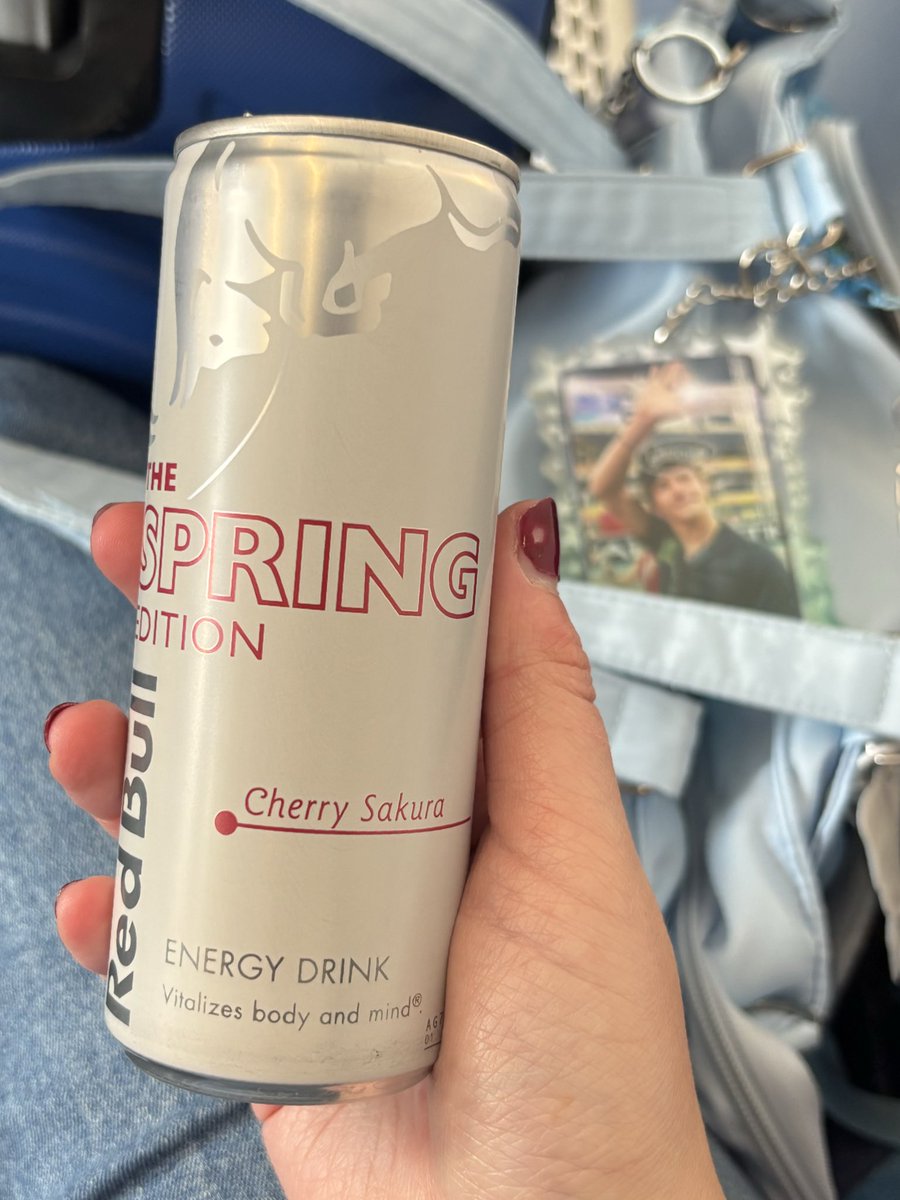 THE
SPRING
EDITION
Red Bull
Cherry Sakura
ENERGY DRINK
Vitalizes body and mind®.